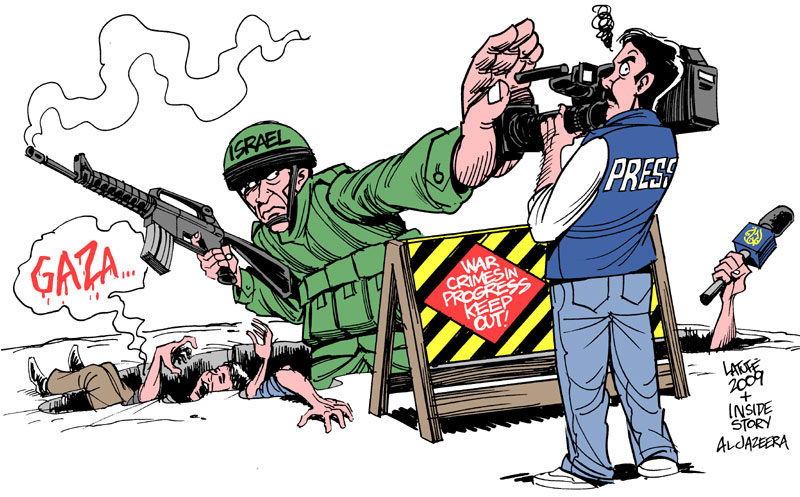 ISRAEL
GAZA...
PRESS
WAR
CRIMES IN
PROGRESS
KEEP
OUT!
LATUFF
2009
+
INSIDE
STORY
ALJAZEERA